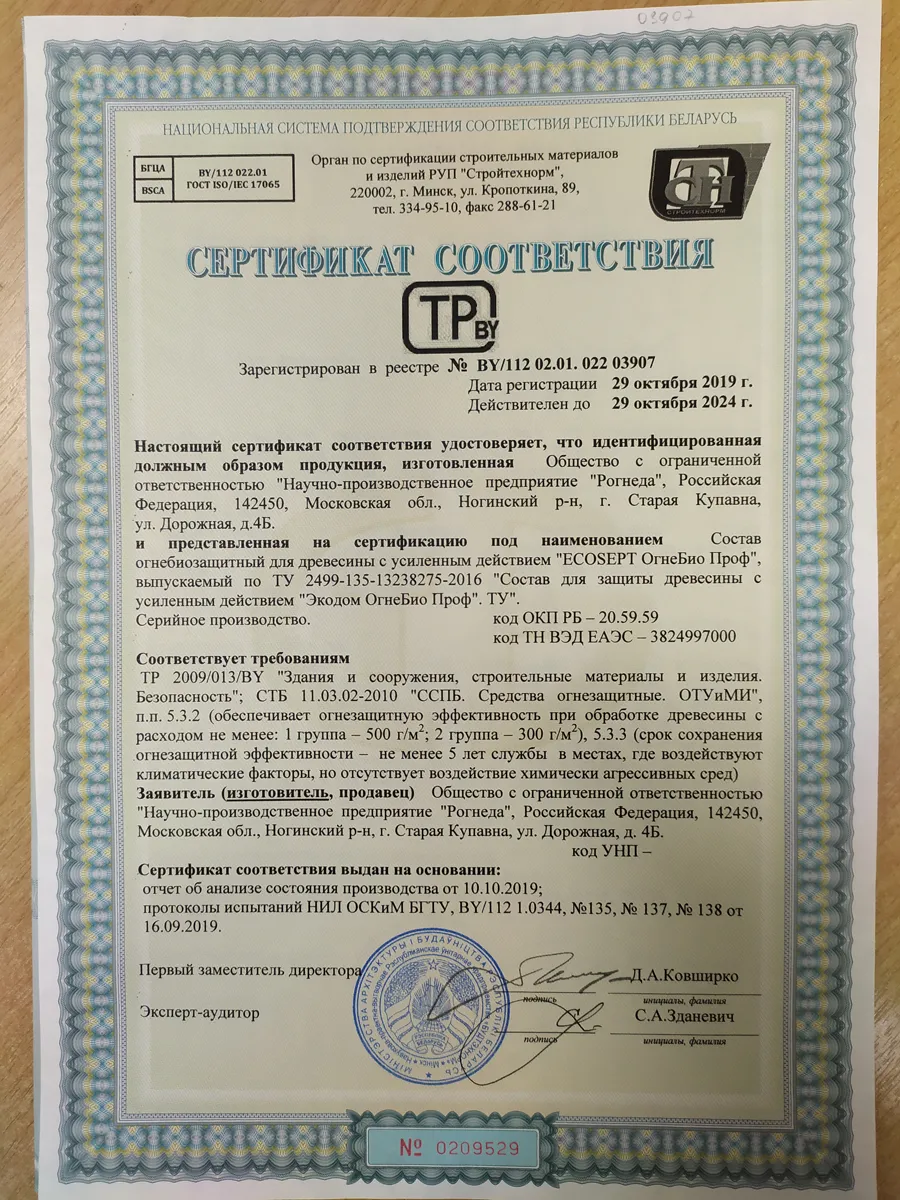 03907
НАЦИОНАЛЬНАЯ СИСТЕМА ПОДТВЕРЖДЕНИЯ СООТВЕТСТВИЯ РЕСПУБЛИКИ БЕЛАРУСЬ
БГЦА
BSCA
BY/112 022.01
ГОСТ ISO/IEC 17065
Орган по сертификации строительных материалов
и изделий РУП "Стройтехнорм",
220002, г. Минск, ул. Кропоткина, 89,
тел. 334-95-10, факс 288-61-21
СТРОЙТЕХНОРМ
СЕРТИФИКАТ СООТВЕТСТВИЯ
ТР BY
Зарегистрирован в реестре № BY/112 02.01. 022 03907
Дата регистрации 29 октября 2019 г.
Действителен до 29 октября 2024 г.
Настоящий сертификат соответствия удостоверяет, что идентифицированная
должным образом продукция, изготовленная Общество с ограниченной
ответственностью "Научно-производственное предприятие "Рогнеда", Российская
Федерация, 142450, Московская обл., Ногинский р-н, г. Старая Купавна,
ул. Дорожная, д.4Б.
и представленная на сертификацию под наименованием Состав
огнебиозащитный для древесины с усиленным действием "ECOSEPT ОгнеБио Проф",
выпускаемый по ТУ 2499-135-13238275-2016 "Состав для защиты древесины с
усиленным действием "Экодом ОгнеБио Проф". ТУ".
Серийное производство. код ОКП РБ – 20.59.59
код ТН ВЭД ЕАЭС – 3824997000
Соответствует требованиям
ТР 2009/013/BY "Здания и сооружения, строительные материалы и изделия.
Безопасность"; СТБ 11.03.02-2010 "ССПБ. Средства огнезащитные. ОТУиМИ",
п.п. 5.3.2 (обеспечивает огнезащитную эффективность при обработке древесины с
расходом не менее: 1 группа – 500 г/м²; 2 группа – 300 г/м²), 5.3.3 (срок сохранения
огнезащитной эффективности – не менее 5 лет службы в местах, где воздействуют
климатические факторы, но отсутствует воздействие химически агрессивных сред)
Заявитель (изготовитель, продавец) Общество с ограниченной ответственностью
"Научно-производственное предприятие "Рогнеда", Российская Федерация, 142450,
Московская обл., Ногинский р-н, г. Старая Купавна, ул. Дорожная, д. 4Б.
код УНП –
Сертификат соответствия выдан на основании:
отчет об анализе состояния производства от 10.10.2019;
протоколы испытаний НИЛ ОСКиМ БГТУ, BY/112 1.0344, №135, № 137, № 138 от
16.09.2019.
Первый заместитель директора Д.А.Ковширко
подпись инициалы, фамилия
Эксперт-аудитор С.А.Зданевич
подпись инициалы, фамилия
МІНІСТЭРСТВА АРХІТЭКТУРЫ І БУДАЎНІЦТВА РЭСПУБЛІКІ БЕЛАРУСЬ
№ 0209529